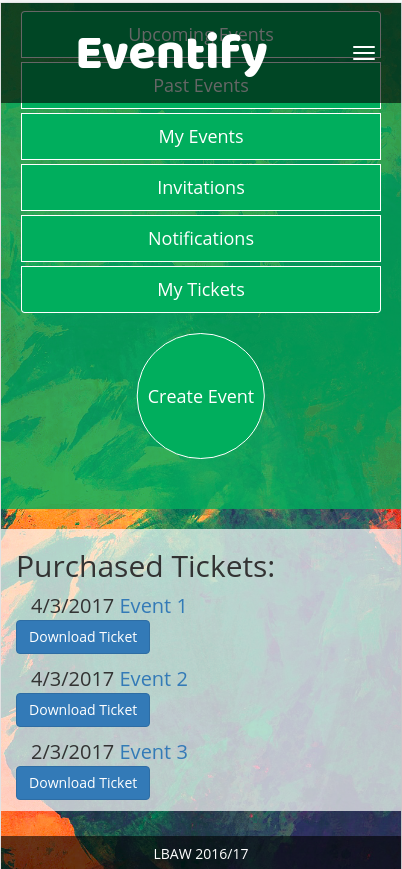 Upcoming Events
Eventify
Past Events
My Events
Invitations
Notifications
My Tickets
Create Event
Purchased Tickets:
4/3/2017 Event 1
Download Ticket
4/3/2017 Event 2
Download Ticket
2/3/2017 Event 3
Download Ticket
LBAW 2016/17